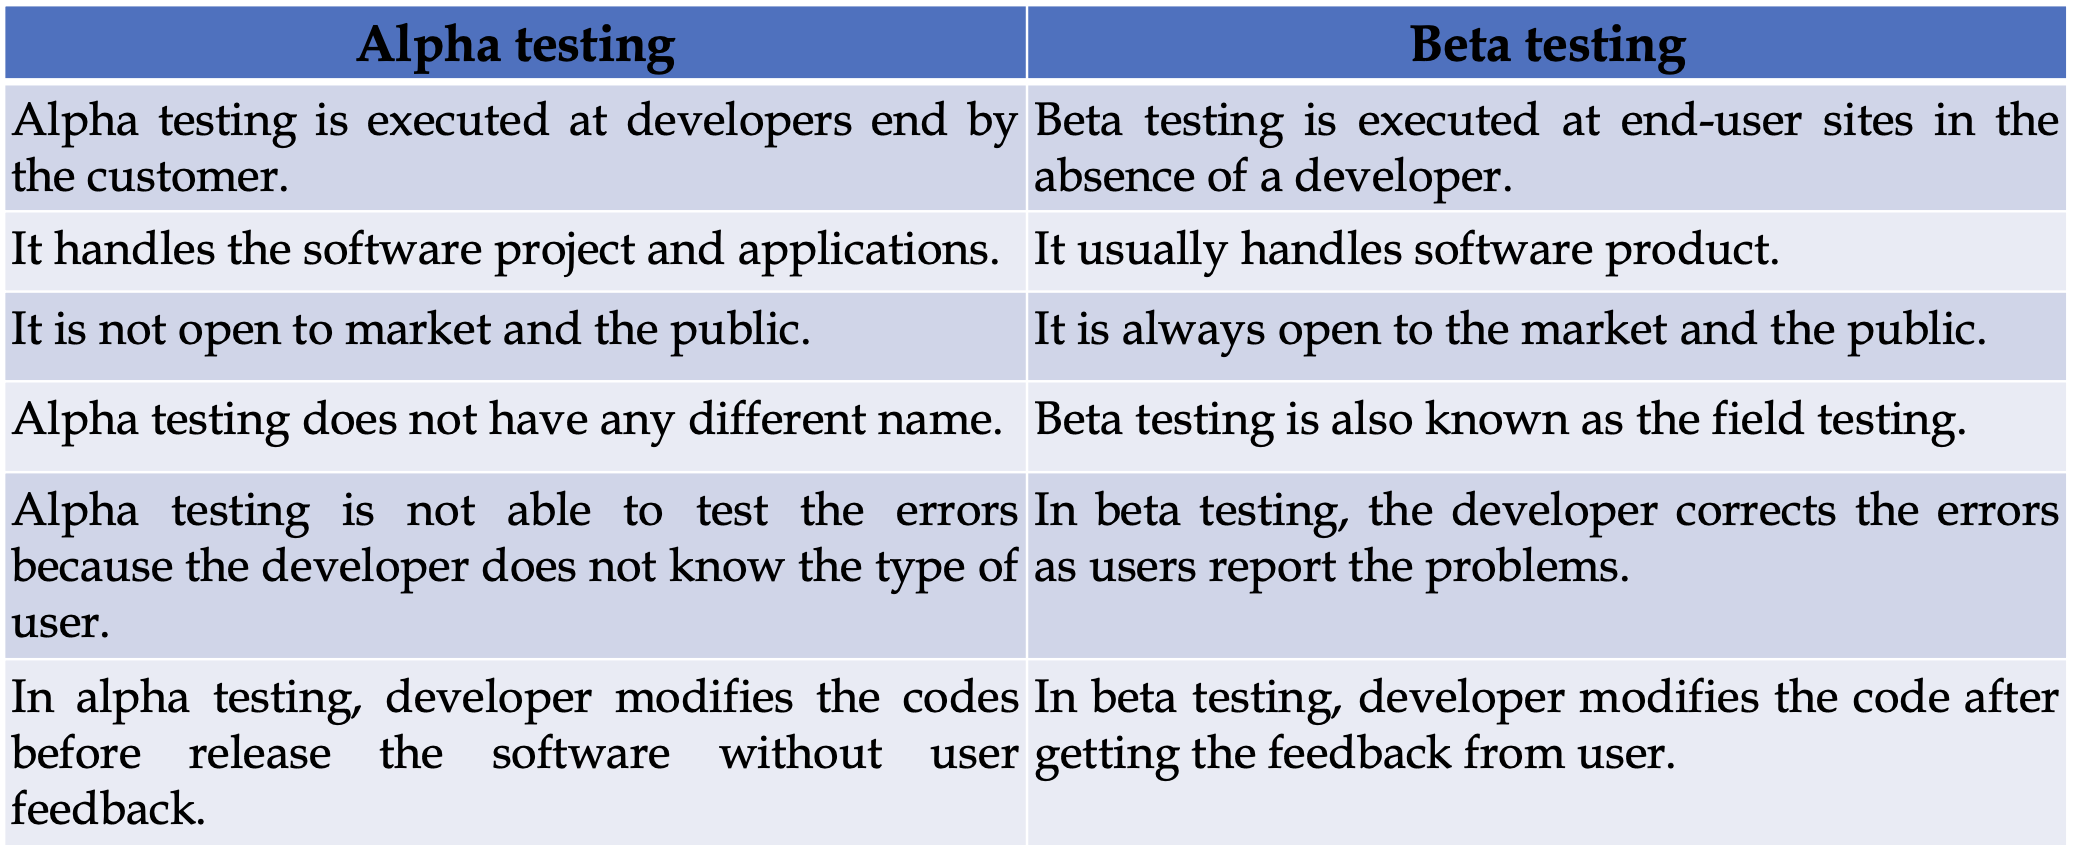 Alpha testing
Beta testing
Alpha testing is executed at developers end by
the customer.
Beta testing is executed at end-user sites in the
absence of a developer.
It handles the software project and applications.
It usually handles software product.
It is not open to market and the public.
It is always open to the market and the public.
Alpha testing does not have any different name.
Beta testing is also known as the field testing.
Alpha testing is not able to test the errors
because the developer does not know the type of
user.
In beta testing, the developer corrects the errors
as users report the problems.
In alpha testing, developer modifies the codes
before release the software without user
feedback.
In beta testing, developer modifies the code after
getting the feedback from user.